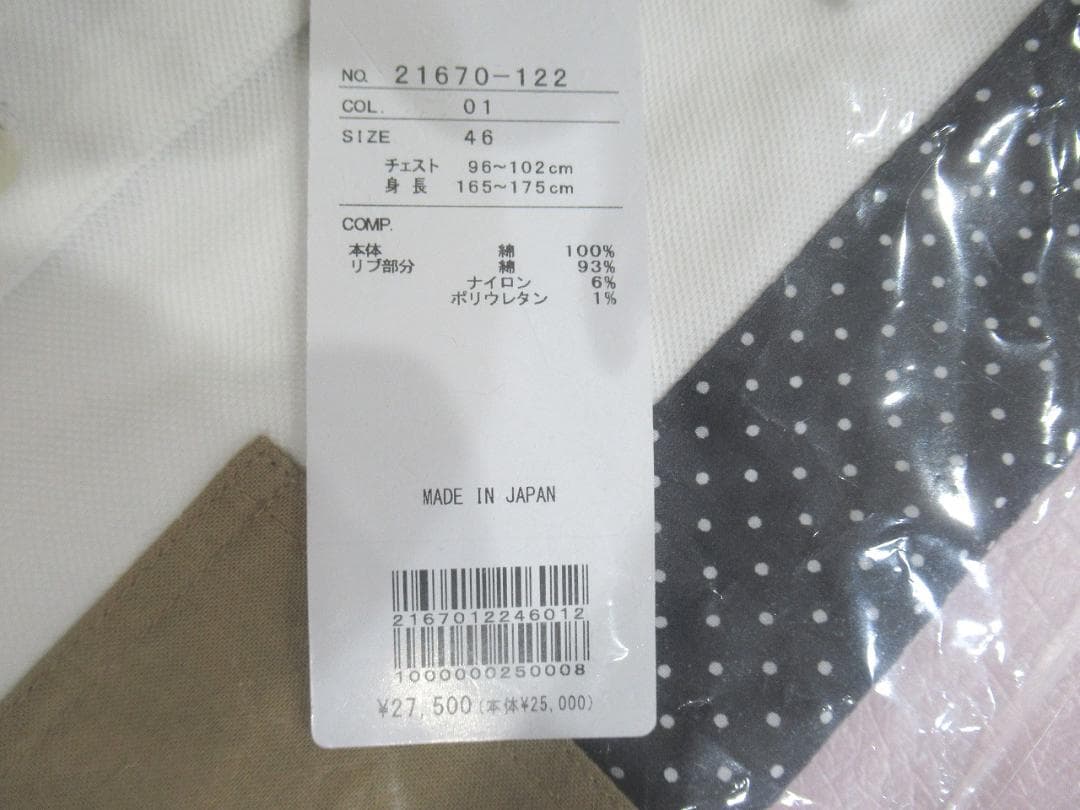 NO. 21670-122
COL. 01
SIZE 46
チェスト 96~102cm
身長 165~175cm
COMP.
本体 綿 100%
リブ部分 綿 93%
ナイロン 6%
ポリウレタン 1%
MADE IN JAPAN
2167012246012
1000000250008
¥27,500(本体¥25,000)